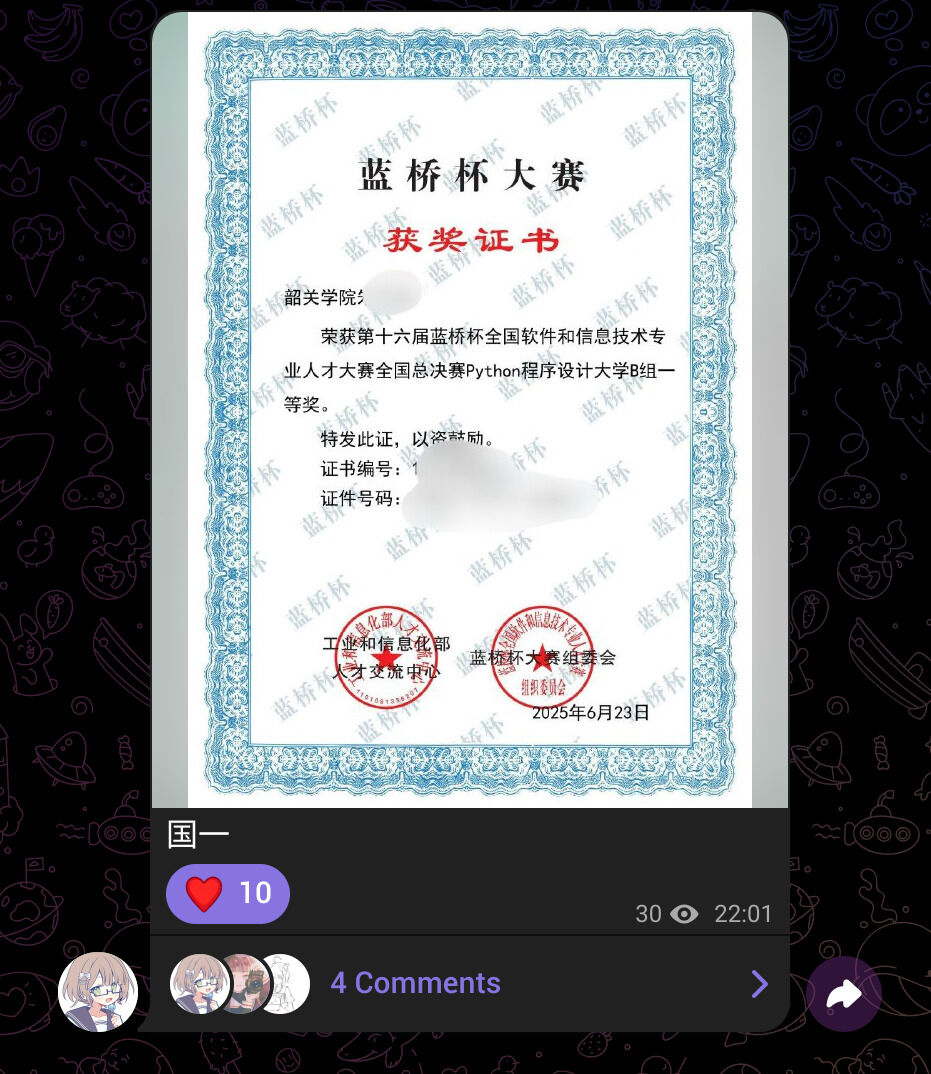 蓝桥杯大赛
获奖证书
韶关学院
荣获第十六届蓝桥杯全国软件和信息技术专
业人才大赛全国总决赛Python程序设计大学B组一
等奖。
特发此证，以资鼓励。
证书编号：1
证件号码：
工业和信息化部
人才交流中心
蓝桥杯大赛组委会
2025年6月23日
国一
❤️ 10
30 22:01
4 Comments